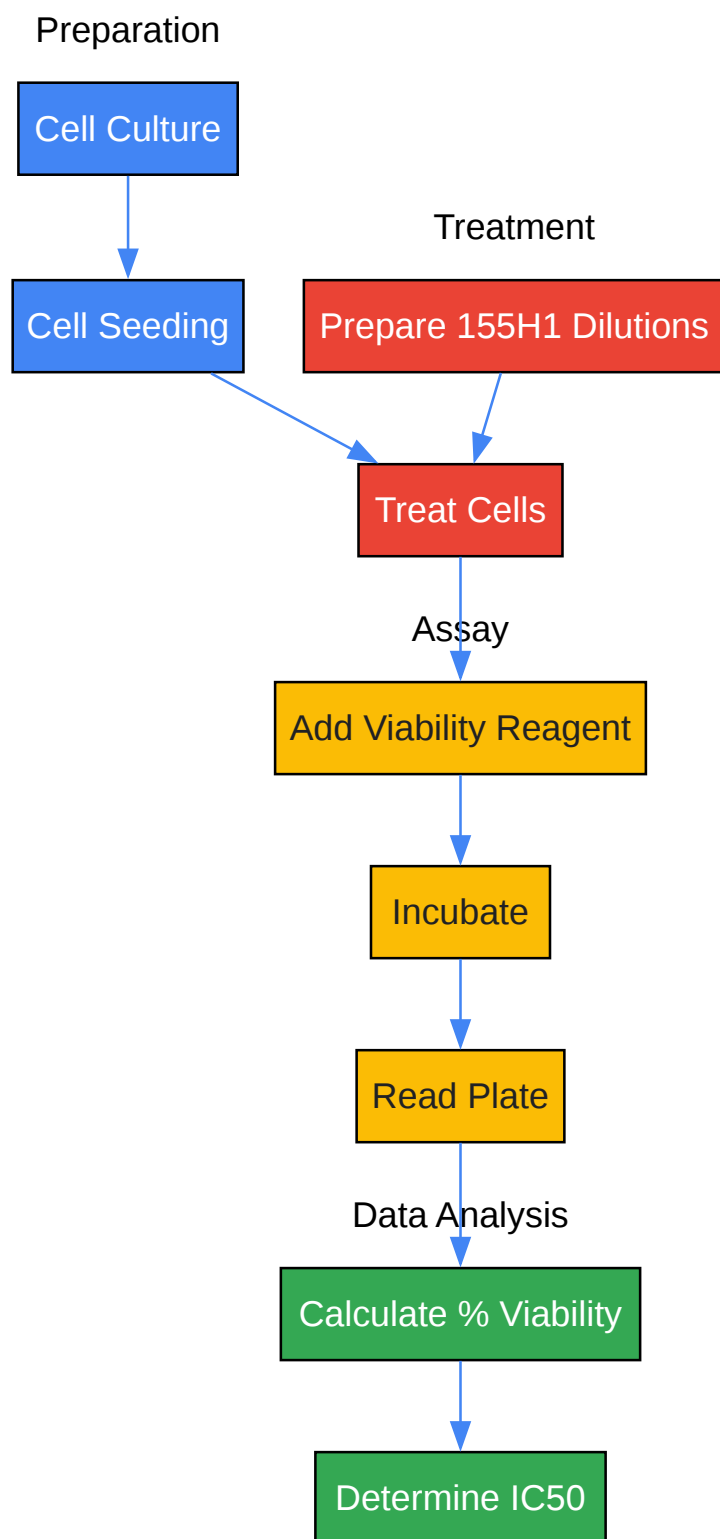 Preparation
Cell Culture
Treatment
Cell Seeding
Prepare 155H1 Dilutions
Treat Cells
Assay
Add Viability Reagent
Incubate
Read Plate
Data Analysis
Calculate % Viability
Determine IC50